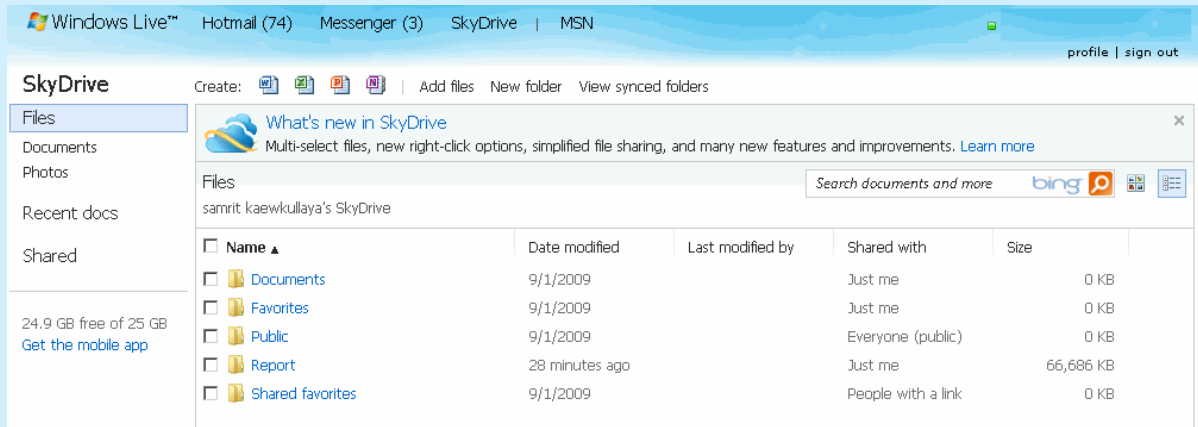 Windows Live™ Hotmail (74) Messenger (3) SkyDrive | MSN
profile | sign out
SkyDrive
Create: | Add files New folder View synced folders
Files
Documents
Photos
Recent docs
Shared
24.9 GB free of 25 GB
Get the mobile app
What's new in SkyDrive
Multi-select files, new right-click options, simplified file sharing, and many new features and improvements. Learn more
Files
Search documents and more bing
samrit kaewkullaya's SkyDrive
Name Date modified Last modified by Shared with Size
Documents 9/1/2009 Just me 0 KB
Favorites 9/1/2009 Just me 0 KB
Public 9/1/2009 Everyone (public) 0 KB
Report 28 minutes ago Just me 66,686 KB
Shared favorites 9/1/2009 People with a link 0 KB